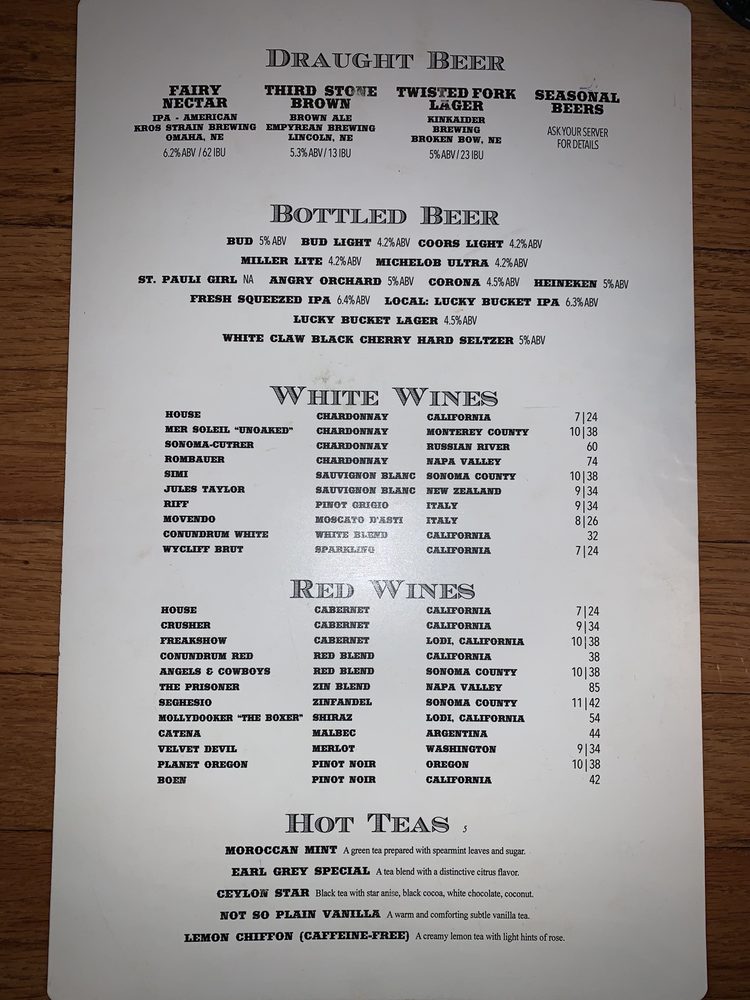 DRAUGHT BEER
FAIRY NECTAR
IPA - AMERICAN
KROS STRAIN BREWING
OMAHA, NE
6.2% ABV / 62 IBU
THIRD STONE BROWN
BROWN ALE
EMPYREAN BREWING
LINCOLN, NE
5.3% ABV / 13 IBU
TWISTED FORK LAGER
KINKAIDER
BREWING
BROKEN BOW, NE
5% ABV / 23 IBU
SEASONAL BEERS
ASK YOUR SERVER
FOR DETAILS
BOTTLED BEER
BUD 5% ABV BUD LIGHT 4.2% ABV COORS LIGHT 4.2% ABV
MILLER LITE 4.2% ABV MICHELOB ULTRA 4.2% ABV
ST. PAULI GIRL NA ANGRY ORCHARD 5% ABV CORONA 4.5% ABV HEINEKEN 5% ABV
FRESH SQUEEZED IPA 6.4% ABV LOCAL: LUCKY BUCKET IPA 6.3% ABV
LUCKY BUCKET LAGER 4.5% ABV
WHITE CLAW BLACK CHERRY HARD SELTZER 5% ABV
WHITE WINES
HOUSE CHARDONNAY CALIFORNIA 7|24
MER SOLEIL "UNOAKED" CHARDONNAY MONTEREY COUNTY 10|38
SONOMA-CUTRER CHARDONNAY RUSSIAN RIVER 60
ROMBAUER CHARDONNAY NAPA VALLEY 74
SIMI SAUVIGNON BLANC SONOMA COUNTY 10|38
JULES TAYLOR SAUVIGNON BLANC NEW ZEALAND 9|34
RIFF PINOT GRIGIO ITALY 9|34
MOVENDO MOSCATO D'ASTI ITALY 8|26
CONUNDRUM WHITE WHITE BLEND CALIFORNIA 32
WYCLIFF BRUT SPARKLING CALIFORNIA 7|24
RED WINES
HOUSE CABERNET CALIFORNIA 7|24
CRUSHER CABERNET CALIFORNIA 9|34
FREAKSHOW CABERNET LODI, CALIFORNIA 10|38
CONUNDRUM RED RED BLEND CALIFORNIA 38
ANGELS & COWBOYS RED BLEND SONOMA COUNTY 10|38
THE PRISONER ZIN BLEND NAPA VALLEY 85
SEGHESIO ZINFANDEL SONOMA COUNTY 11|42
MOLLYDOOKER "THE BOXER" SHIRAZ LODI, CALIFORNIA 54
CATENA MALBEC ARGENTINA 44
VELVET DEVIL MERLOT WASHINGTON 9|34
PLANET OREGON PINOT NOIR OREGON 10|38
BOEN PINOT NOIR CALIFORNIA 42
HOT TEAS 5
MOROCCAN MINT A green tea prepared with spearmint leaves and sugar.
EARL GREY SPECIAL A tea blend with a distinctive citrus flavor.
CEYLON STAR Black tea with star anise, black cocoa, white chocolate, coconut.
NOT SO PLAIN VANILLA A warm and comforting subtle vanilla tea.
LEMON CHIFFON (CAFFEINE-FREE) A creamy lemon tea with light hints of rose.